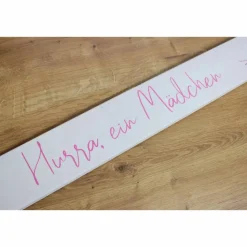 Hurra, ein Mädchen